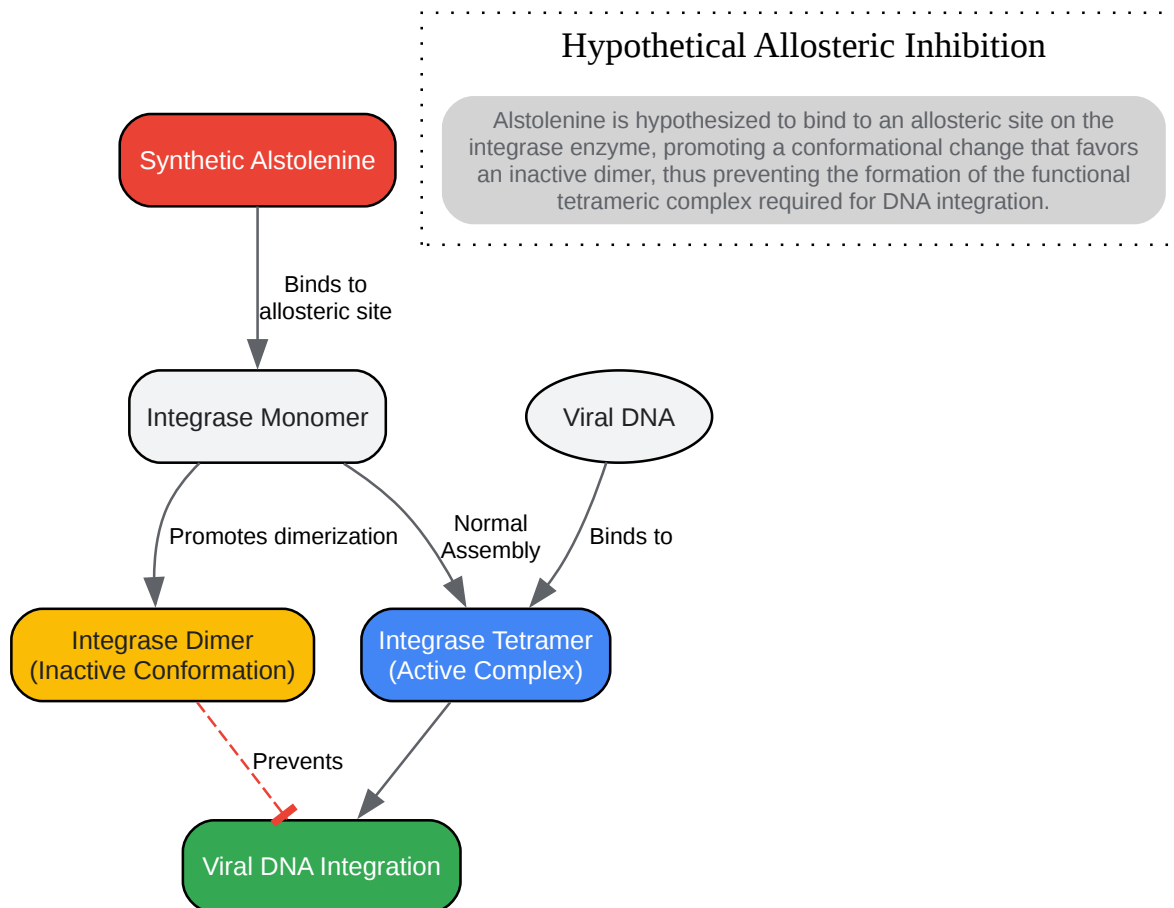 Hypothetical Allosteric Inhibition
Alstolenine is hypothesized to bind to an allosteric site on the
integrase enzyme, promoting a conformational change that favors
an inactive dimer, thus preventing the formation of the functional
tetrameric complex required for DNA integration.
Synthetic Alstolenine
Binds to
allosteric site
Integrase Monomer
Viral DNA
Promotes dimerization
Normal
Assembly
Binds to
Integrase Dimer
(Inactive Conformation)
Integrase Tetramer
(Active Complex)
Prevents
Viral DNA Integration